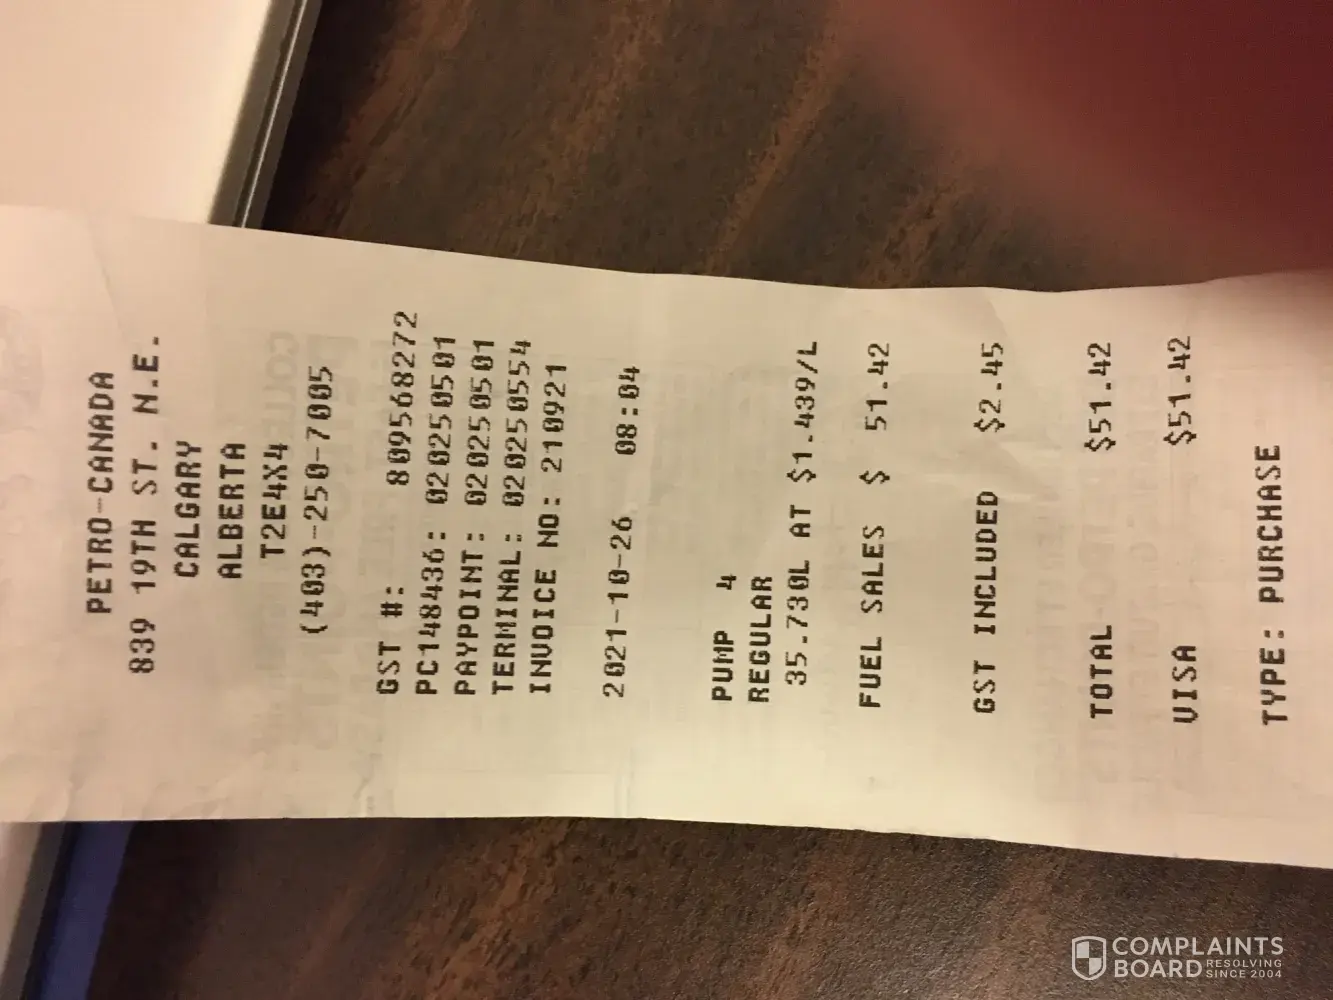 PETRO-CANADA
839 19TH ST. N.E.
CALGARY
ALBERTA
T2E4X4
(403)-250-7005
GST #: 809568272
PC148436: 020250501
PAYPOINT: 020250501
TERMINAL: 020250554
INVOICE NO: 210921
2021-10-26 08:04
PUMP 4
REGULAR
35.730L AT $1.439/L
FUEL SALES $ 51.42
GST INCLUDED $2.45
TOTAL $51.42
VISA $51.42
TYPE: PURCHASE
COMPLAINTS
BOARD RESOLVING
SINCE 2004